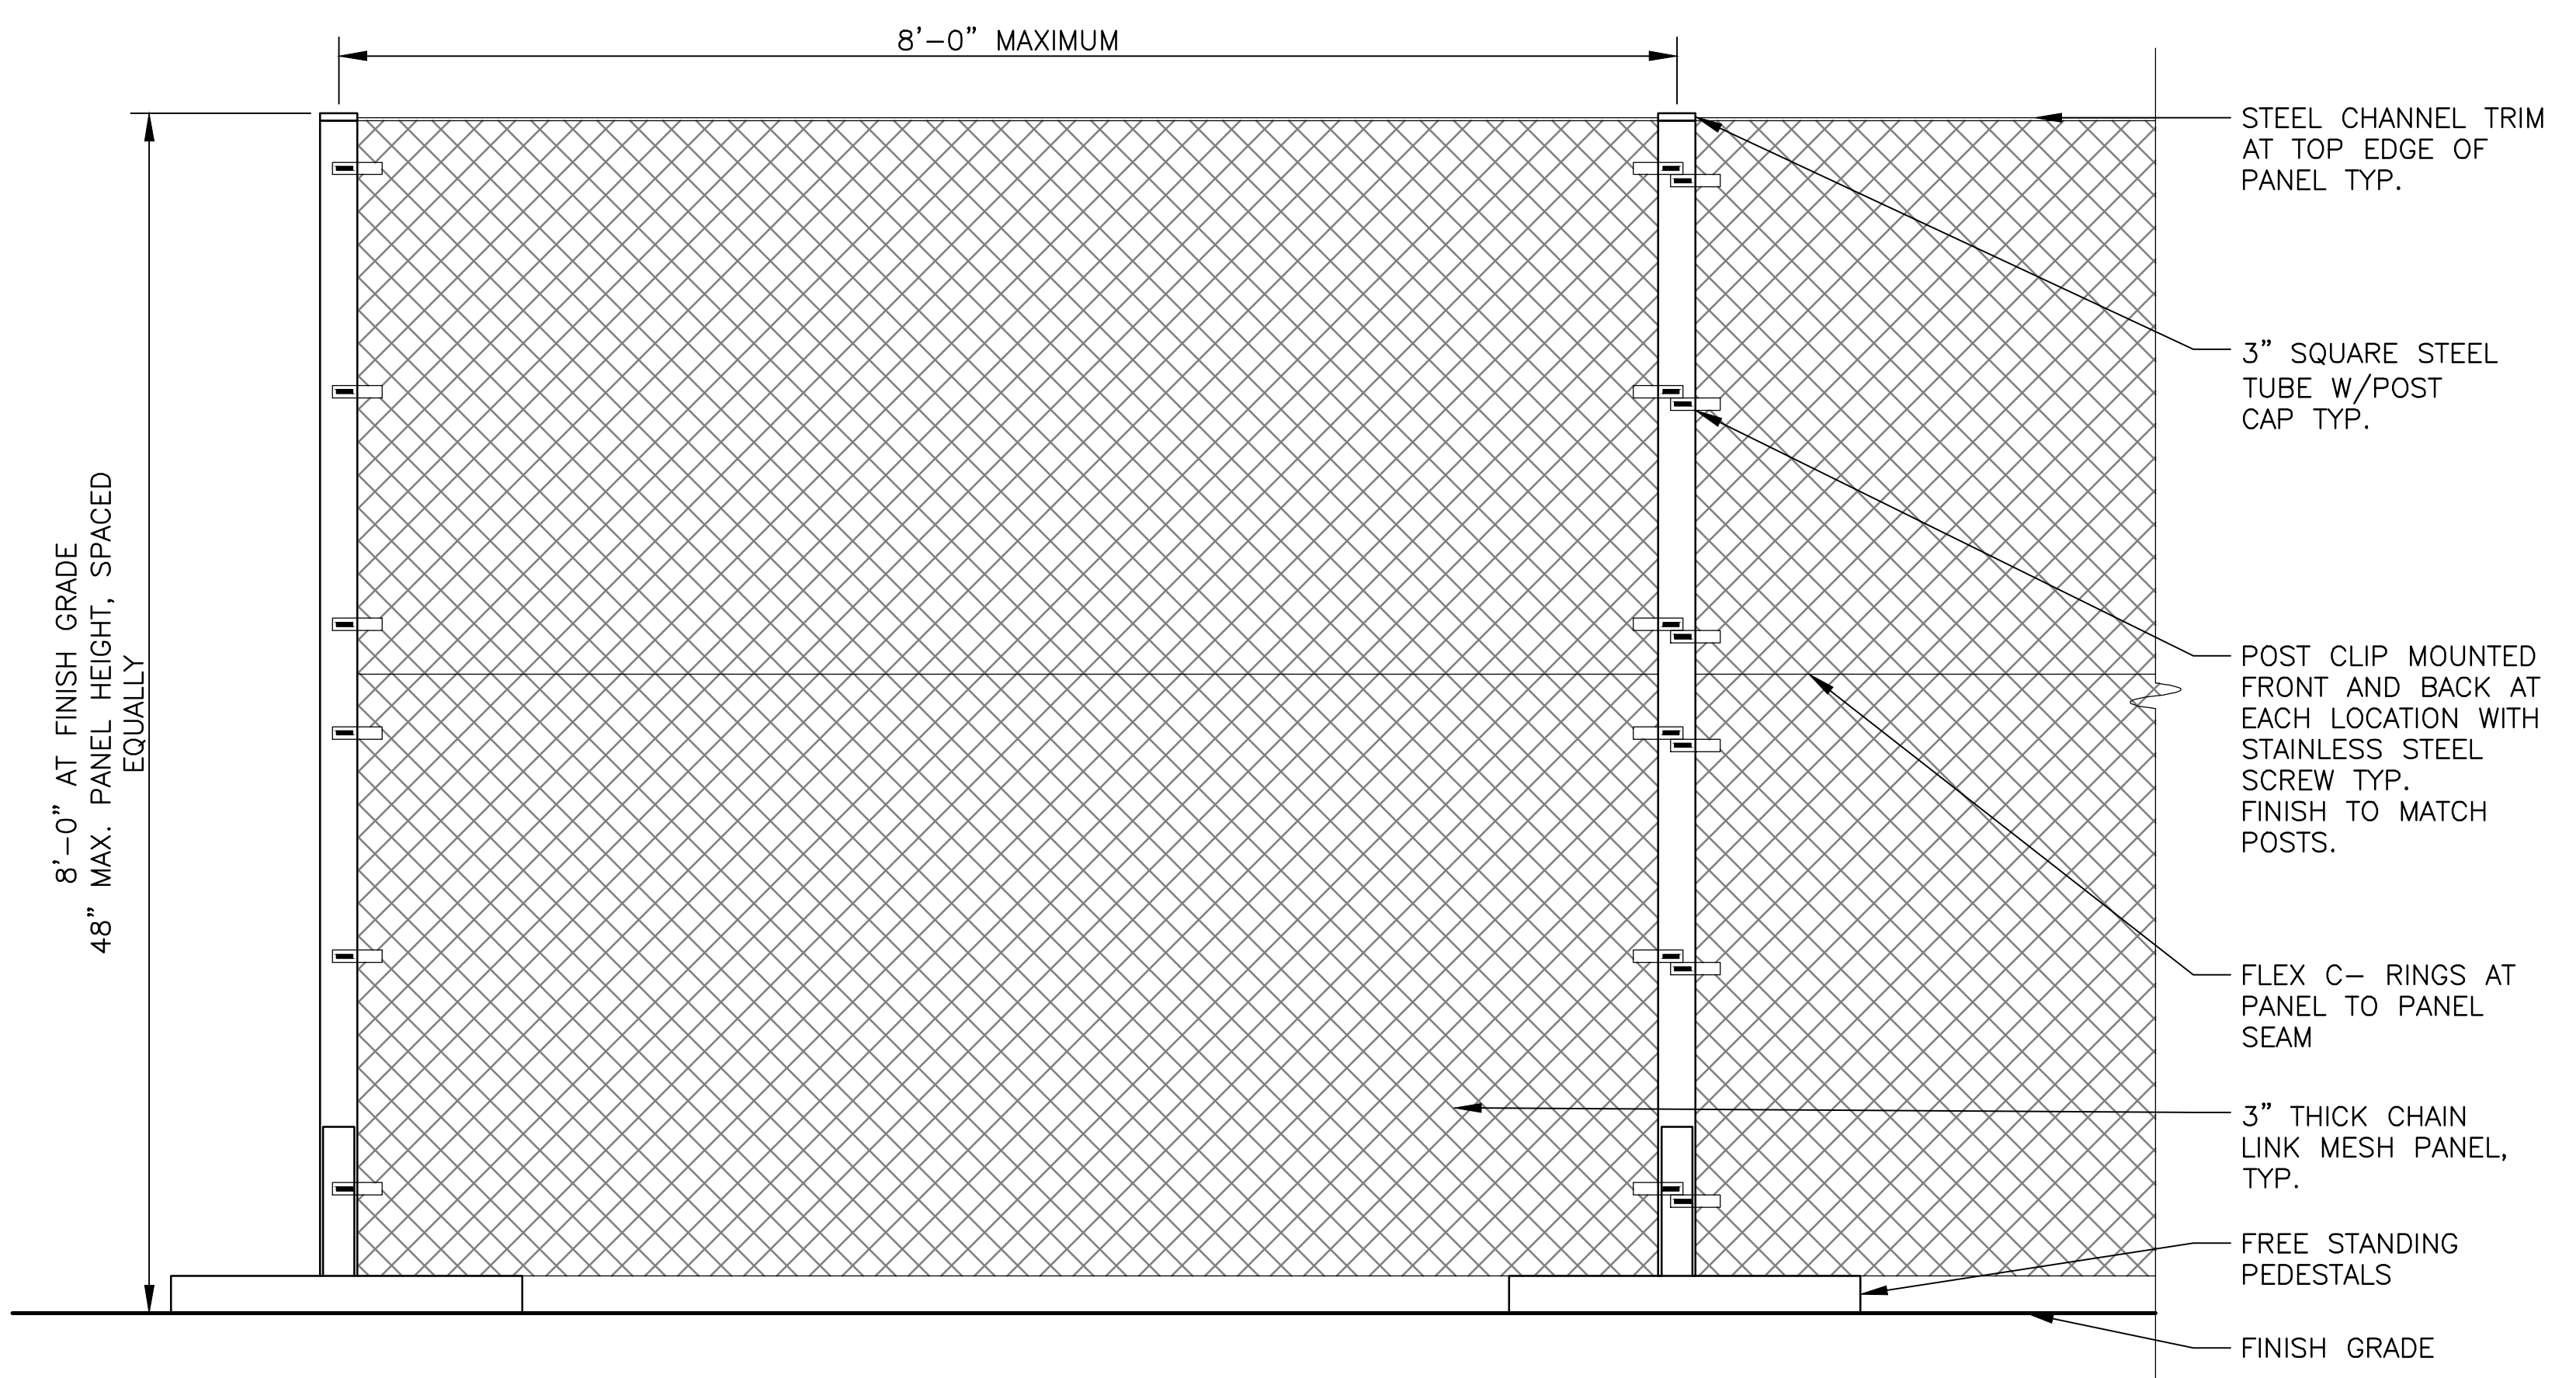 8'-0" MAXIMUM
8'-0" AT FINISH GRADE
48" MAX. PANEL HEIGHT, SPACED
EQUALLY
STEEL CHANNEL TRIM
AT TOP EDGE OF
PANEL TYP.
3" SQUARE STEEL
TUBE W/POST
CAP TYP.
POST CLIP MOUNTED
FRONT AND BACK AT
EACH LOCATION WITH
STAINLESS STEEL
SCREW TYP.
FINISH TO MATCH
POSTS.
FLEX C- RINGS AT
PANEL TO PANEL
SEAM
3" THICK CHAIN
LINK MESH PANEL,
TYP.
FREE STANDING
PEDESTALS
FINISH GRADE